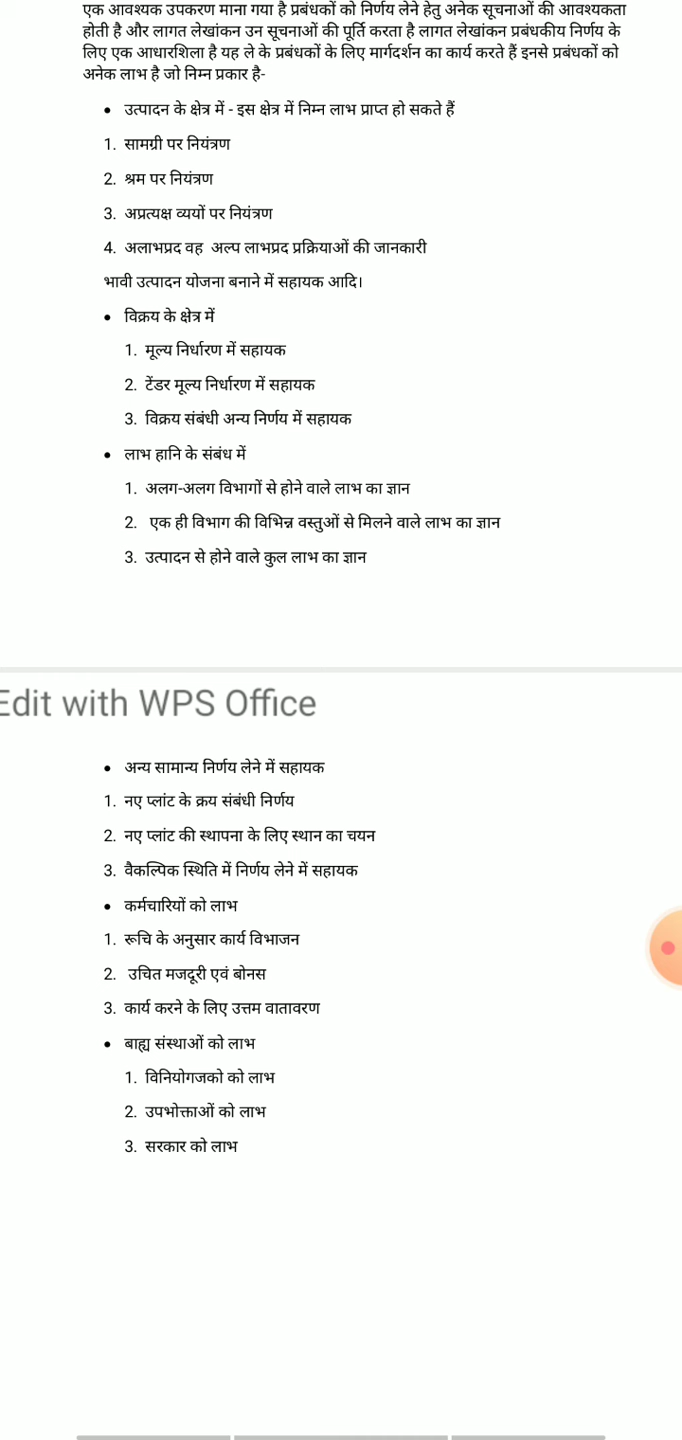 एक आवश्यक उपकरण माना गया है प्रबंधकों को निर्णय लेने हेतु अनेक सूचनाओं की आवश्यकता
होती है और लागत लेखांकन उन सूचनाओं की पूर्ति करता है लागत लेखांकन प्रबंधकीय निर्णय के
लिए एक आधारशिला है यह ले के प्रबंधकों के लिए मार्गदर्शन का कार्य करते हैं इनसे प्रबंधकों को
अनेक लाभ है जो निम्न प्रकार है-
• उत्पादन के क्षेत्र में - इस क्षेत्र में निम्न लाभ प्राप्त हो सकते हैं
1. सामग्री पर नियंत्रण
2. श्रम पर नियंत्रण
3. अप्रत्यक्ष व्ययों पर नियंत्रण
4. अलाभप्रद वह अल्प लाभप्रद प्रक्रियाओं की जानकारी
भावी उत्पादन योजना बनाने में सहायक आदि।
• विक्रय के क्षेत्र में
1. मूल्य निर्धारण में सहायक
2. टेंडर मूल्य निर्धारण में सहायक
3. विक्रय संबंधी अन्य निर्णय में सहायक
• लाभ हानि के संबंध में
1. अलग-अलग विभागों से होने वाले लाभ का ज्ञान
2. एक ही विभाग की विभिन्न वस्तुओं से मिलने वाले लाभ का ज्ञान
3. उत्पादन से होने वाले कुल लाभ का ज्ञान
Edit with WPS Office
• अन्य सामान्य निर्णय लेने में सहायक
1. नए प्लांट के क्रय संबंधी निर्णय
2. नए प्लांट की स्थापना के लिए स्थान का चयन
3. वैकल्पिक स्थिति में निर्णय लेने में सहायक
• कर्मचारियों को लाभ
1. रूचि के अनुसार कार्य विभाजन
2. उचित मजदूरी एवं बोनस
3. कार्य करने के लिए उत्तम वातावरण
• बाह्य संस्थाओं को लाभ
1. विनियोगजको को लाभ
2. उपभोक्ताओं को लाभ
3. सरकार को लाभ